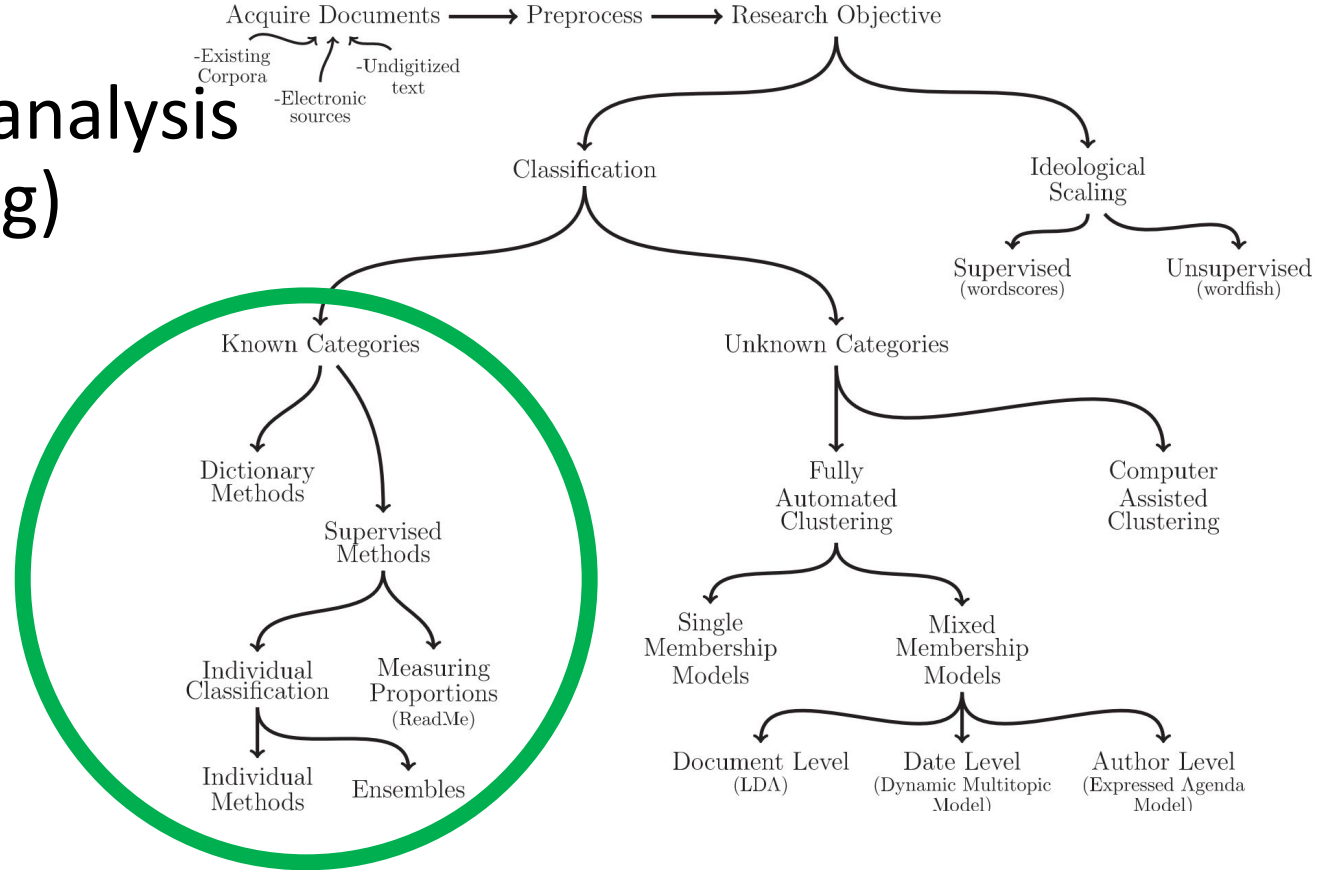 Acquire Documents
Preprocess
Research Objective
-Existing
Corpora
-Electronic
sources
-Undigitized
text
analysis
g)
Classification
Ideological
Scaling
Supervised
(wordscores)
Unsupervised
(wordfish)
Known Categories
Unknown Categories
Dictionary
Methods
Supervised
Methods
Individual
Classification
Measuring
Proportions
(ReadMe)
Individual
Methods
Ensembles
Fully
Automated
Clustering
Computer
Assisted
Clustering
Single
Membership
Models
Mixed
Membership
Models
Document Level
(LDA)
Date Level
(Dynamic Multitopic
Model)
Author Level
(Expressed Agenda
Model)